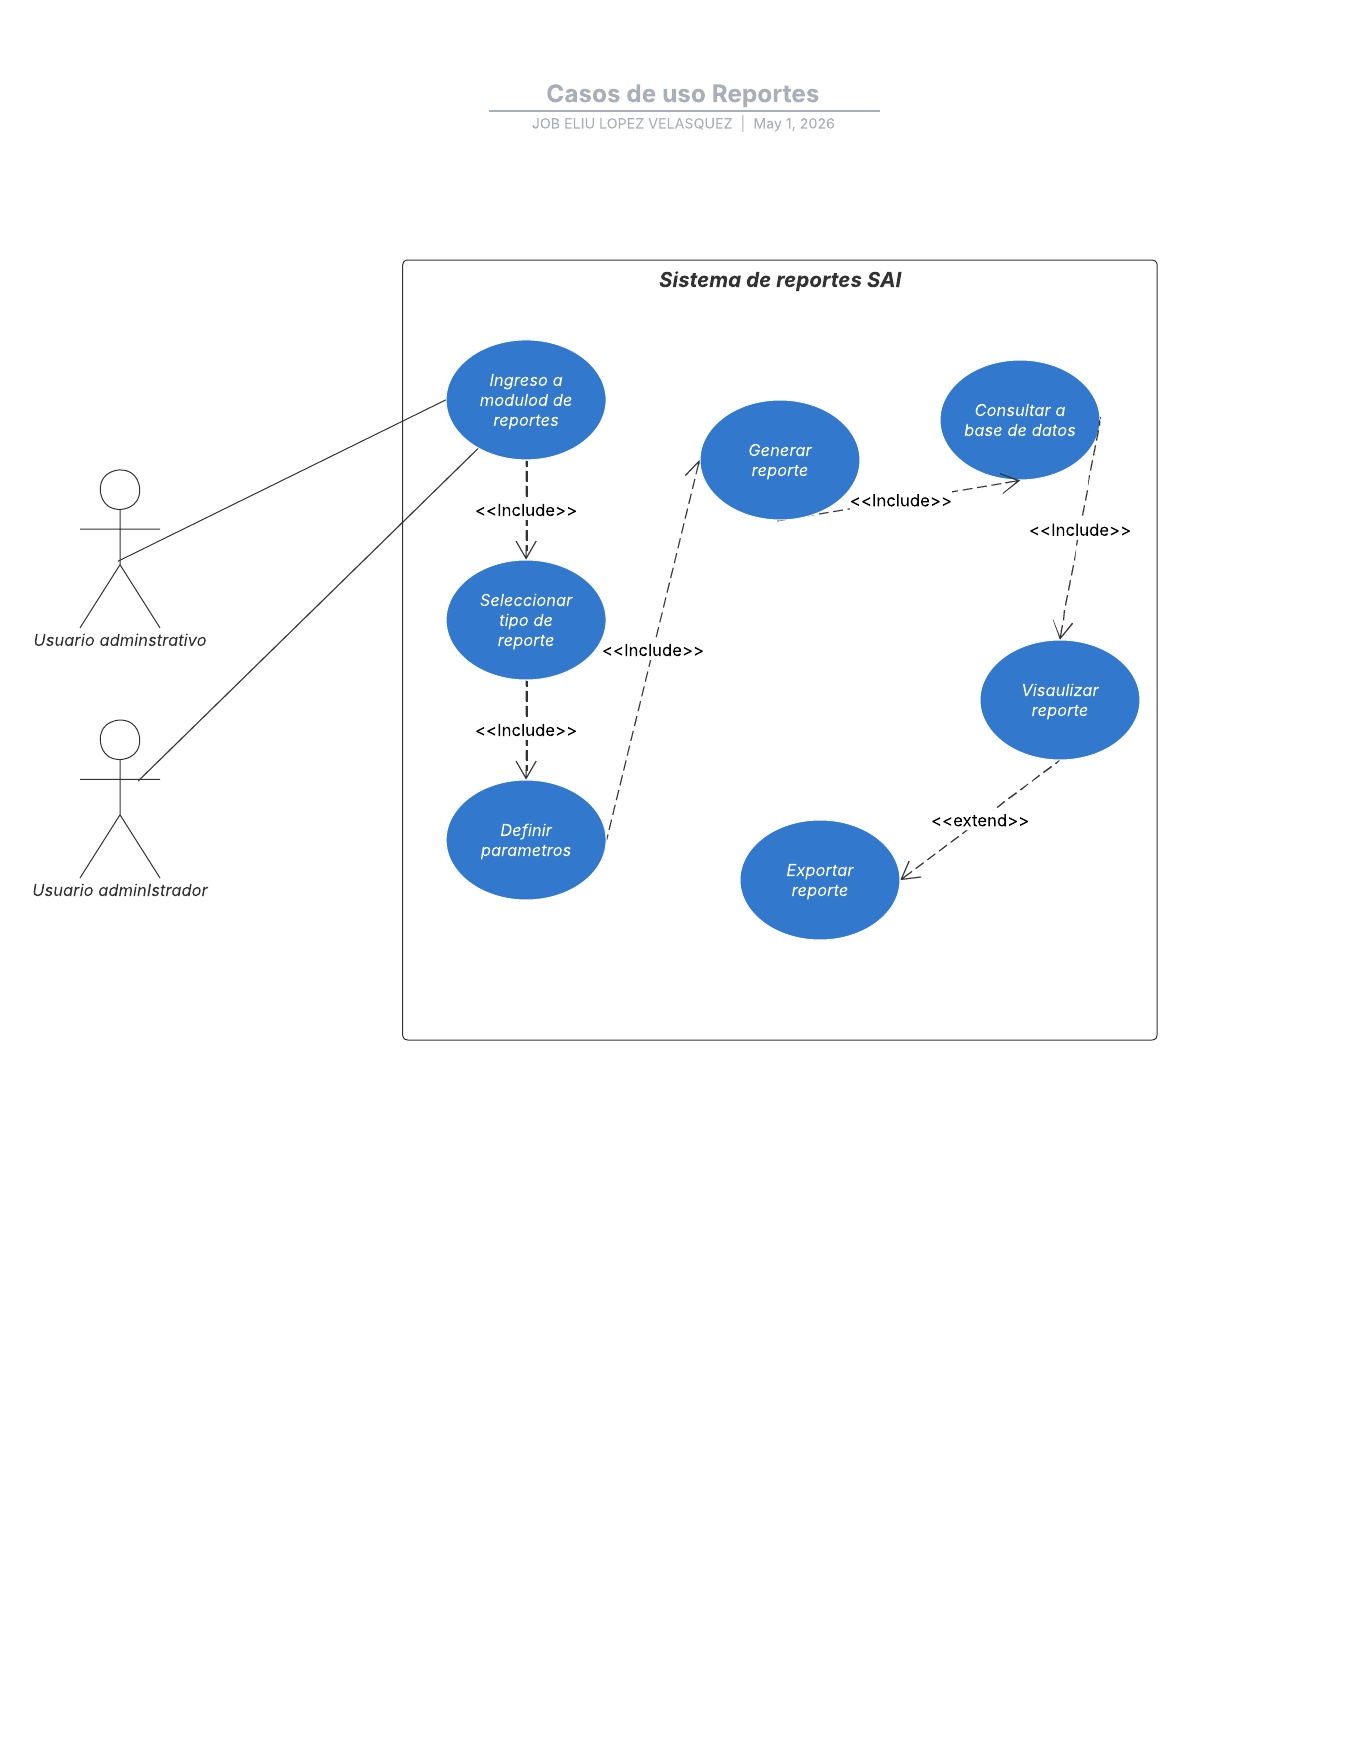 Casos de uso Reportes
JOB ELIU LOPEZ VELASQUEZ | May 1, 2026
Sistema de reportes SAI
Ingreso a
modulod de
reportes
Consultar a
base de datos
Generar
reporte
<<Include>>
<<Include>>
<<Include>>
Seleccionar
tipo de
reporte
Usuario adminstrativo
<<Include>>
Visaulizar
reporte
<<Include>>
<<extend>>
Definir
parametros
Exportar
reporte
Usuario adminIstrador